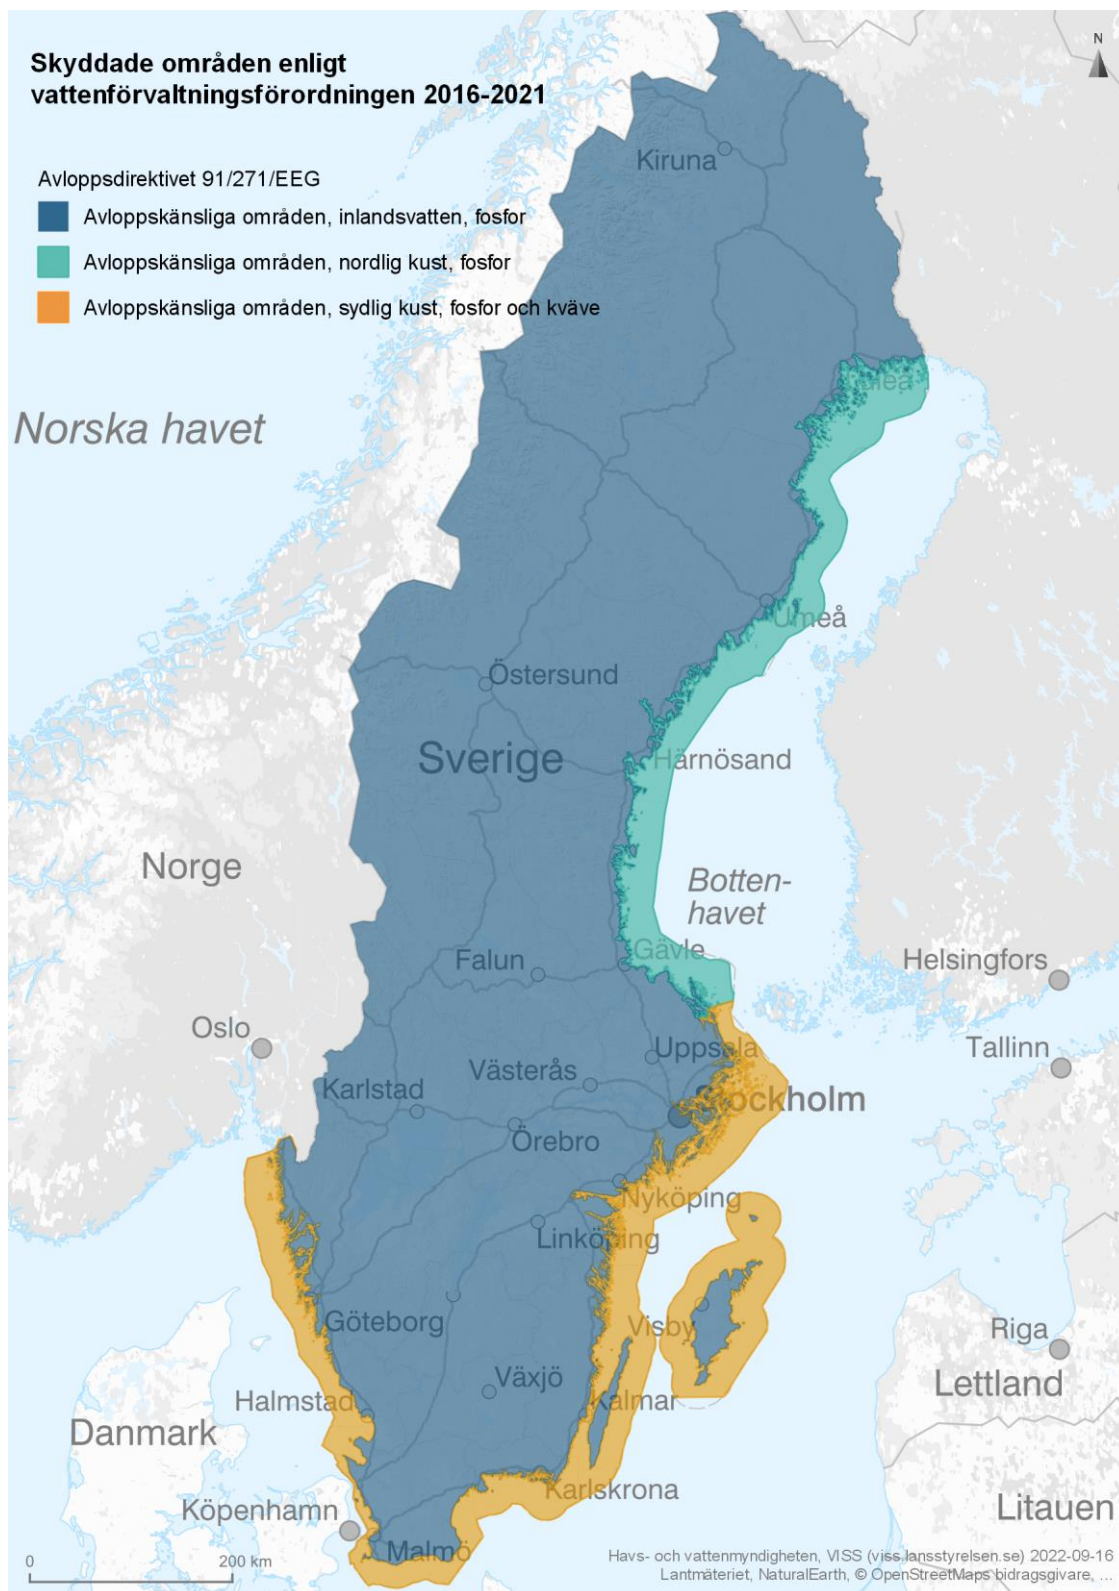 Skyddade områden enligt
vattenförvaltningsförordningen 2016-2021
N
Avloppsdirektivet 91/271/EEG
Avloppskänsliga områden, inlandsvatten, fosfor
Avloppskänsliga områden, nordlig kust, fosfor
Avloppskänsliga områden, sydlig kust, fosfor och kväve
Kiruna
Norska havet
Umeå
Östersund
Sverige
Härnösand
Norge
Botten-
havet
Gävle
Falun
Helsingfors
Oslo
Uppsala
Tallinn
Västerås
Karlstad
Stockholm
Örebro
Nyköping
Linköping
Göteborg
Visby
Riga
Växjö
Lettland
Halmstad
Kalmar
Danmark
Karlskrona
Köpenhamn
Litauen
Malmö
0 200 km
Havs- och vattenmyndigheten, VISS (viss.lansstyrelsen.se) 2022-09-16
Lantmäteriet, NaturalEarth, © OpenStreetMaps bidragsgivare, ...